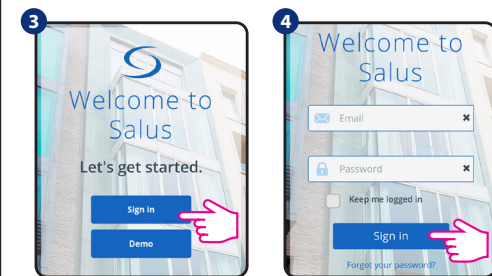 3
Welcome to
Salus
Let's get started.
Sign in
Demo
4
Welcome to
Salus
Email
Password
Keep me logged in
Sign in
Forgot your password?